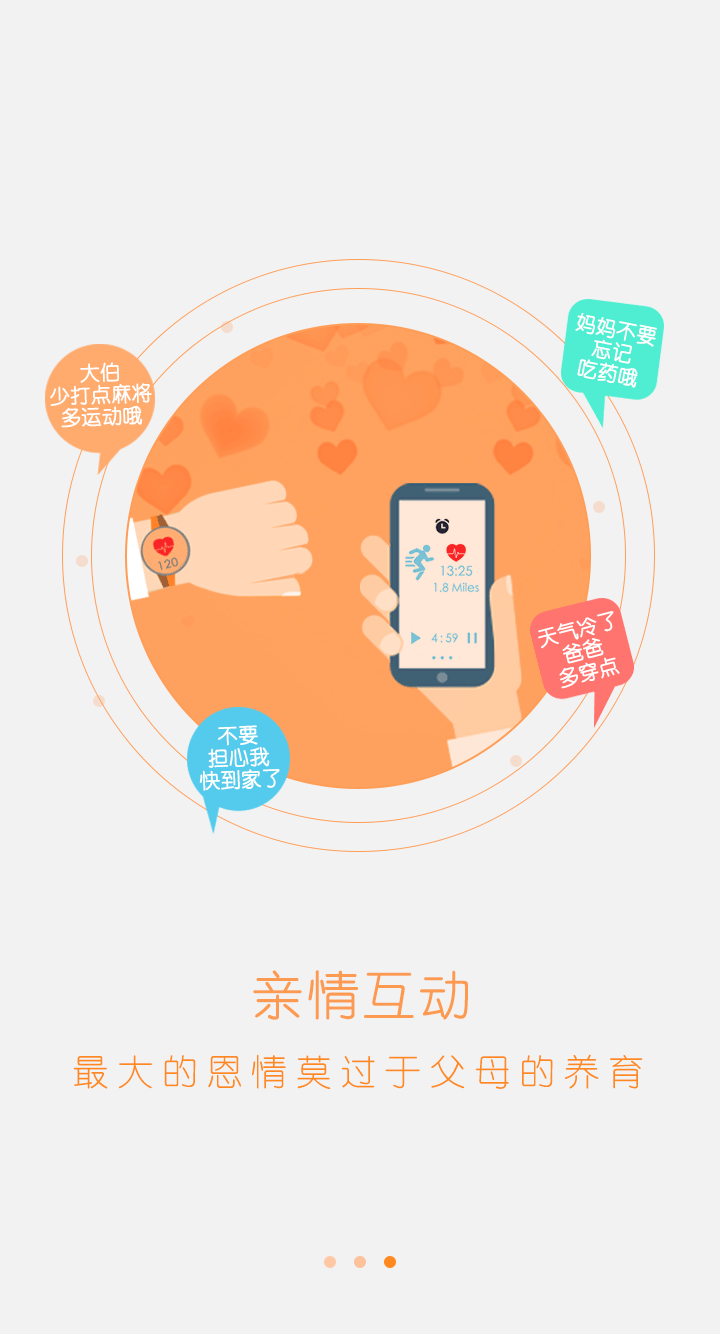 妈妈不要
忘记
吃药哦
大伯
少打点麻将
多运动哦
120
13:25
1.8 Miles
4:59
天气冷了
爸爸
多穿点
不要
担心我
快到家了
亲情互动
最大的恩情莫过于父母的养育